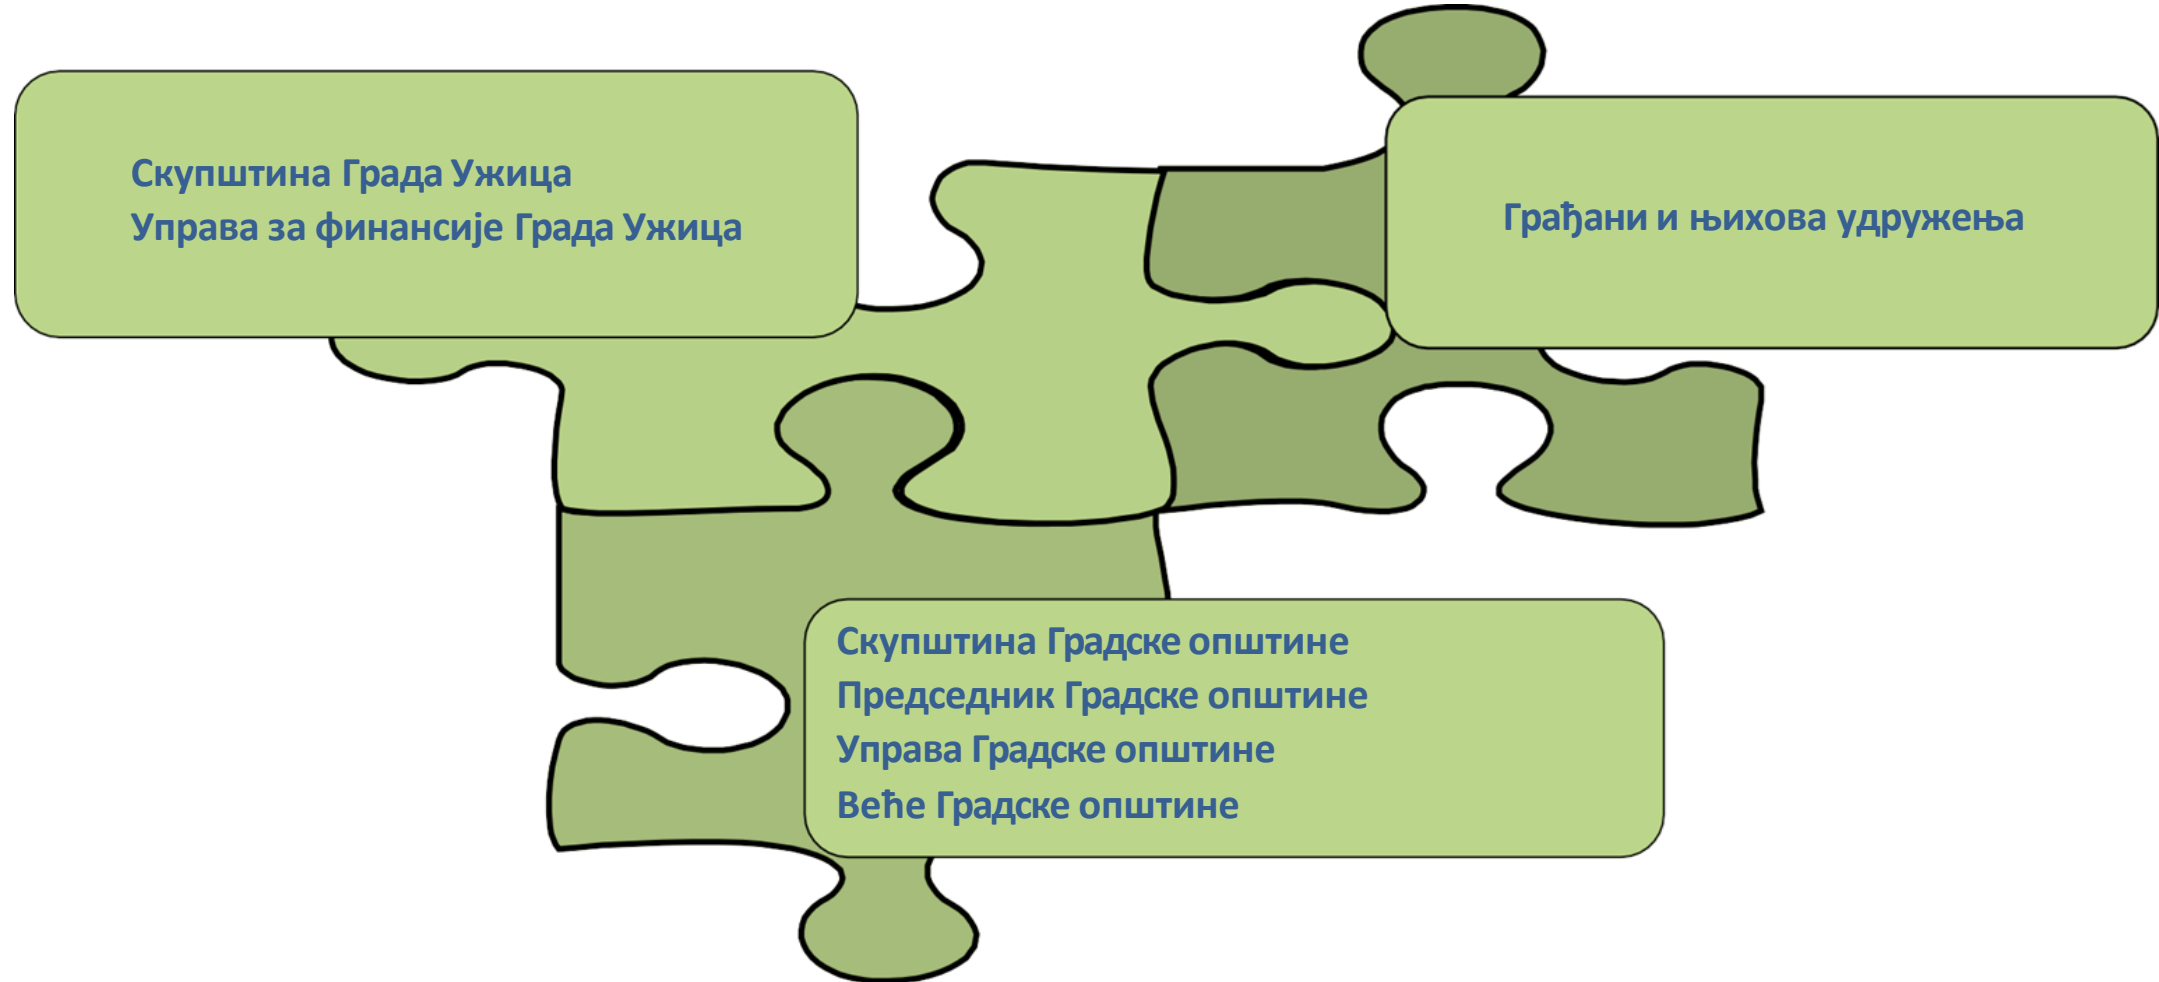 Скупштина Града Ужица
Управа за финансије Града Ужица
Грађани и њихова удружења
Скупштина Градске општине
Председник Градске општине
Управа Градске општине
Веће Градске општине